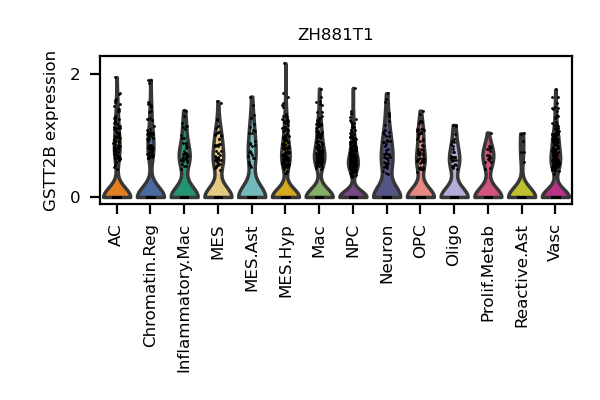 ZH881T1
GSTT2B expression
2
0
AC
Chromatin.Reg
Inflammatory.Mac
MES
MES.Ast
MES.Hyp
Mac
NPC
Neuron
OPC
Oligo
Prolif.Metab
Reactive.Ast
Vasc